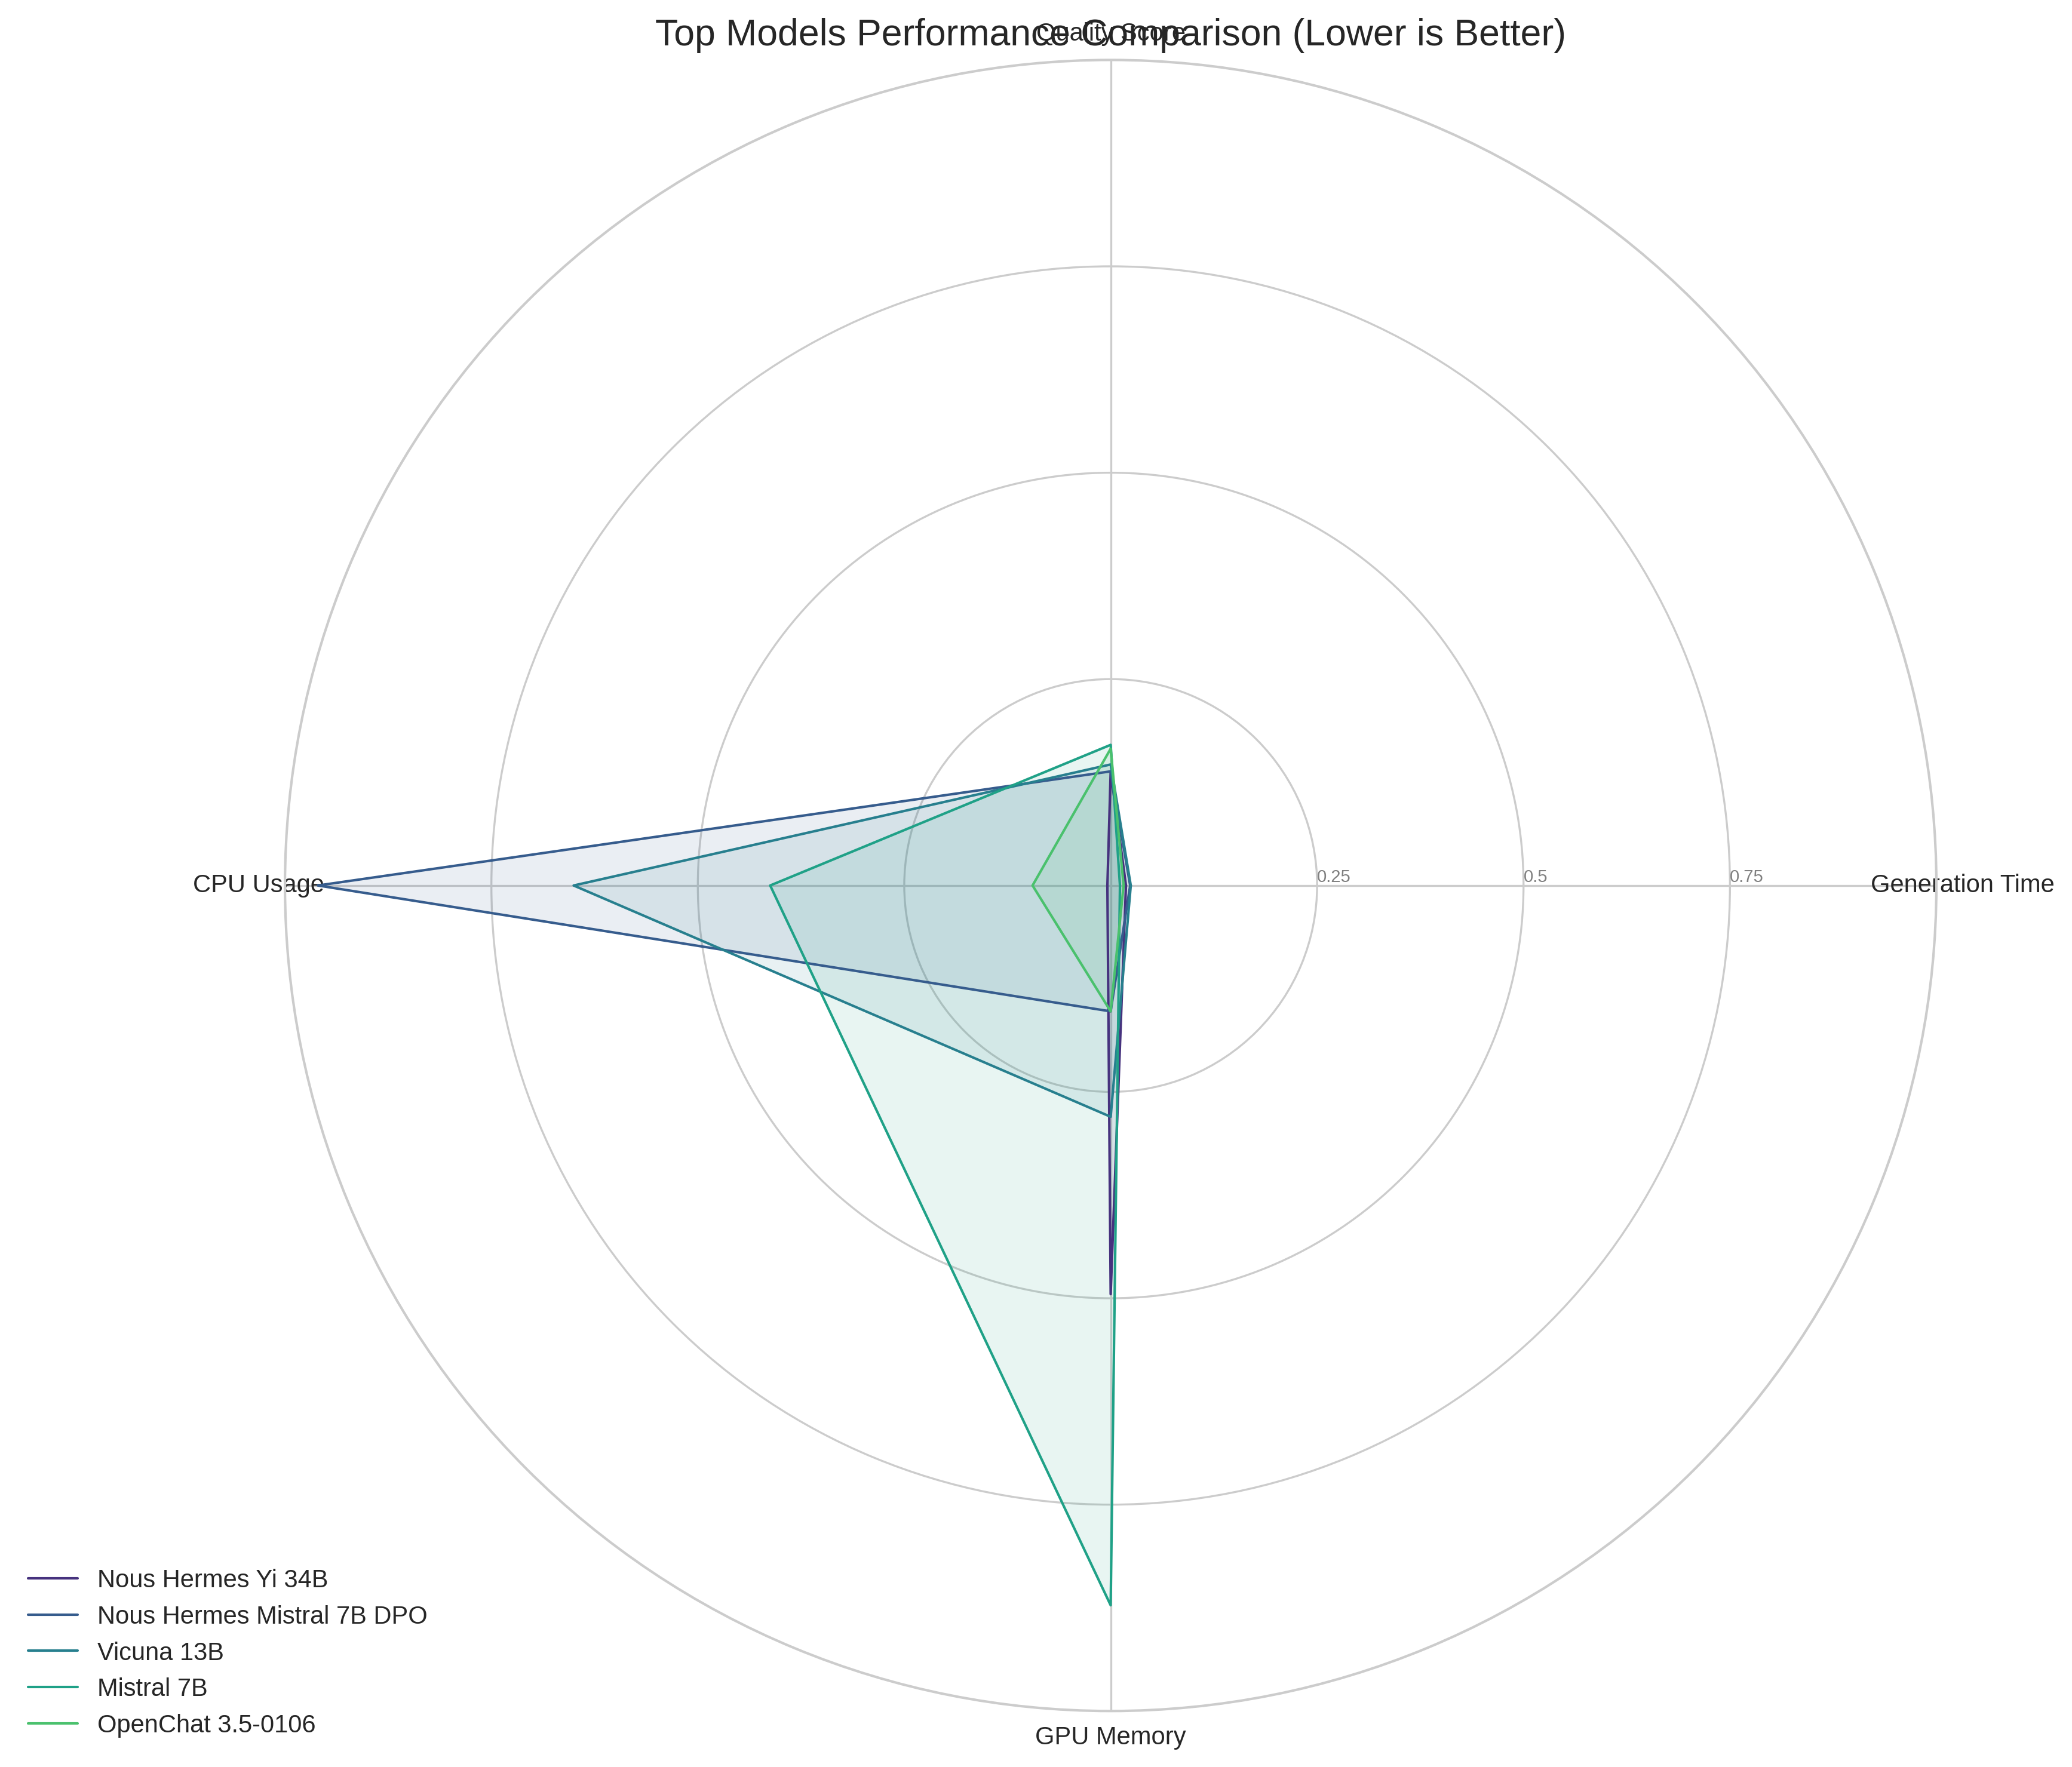 Top Models Performance Comparison (Lower is Better)
Quality Score
0.25
0.5
0.75
CPU Usage
Generation Time
Nous Hermes Yi 34B
Nous Hermes Mistral 7B DPO
Vicuna 13B
Mistral 7B
OpenChat 3.5-0106
GPU Memory